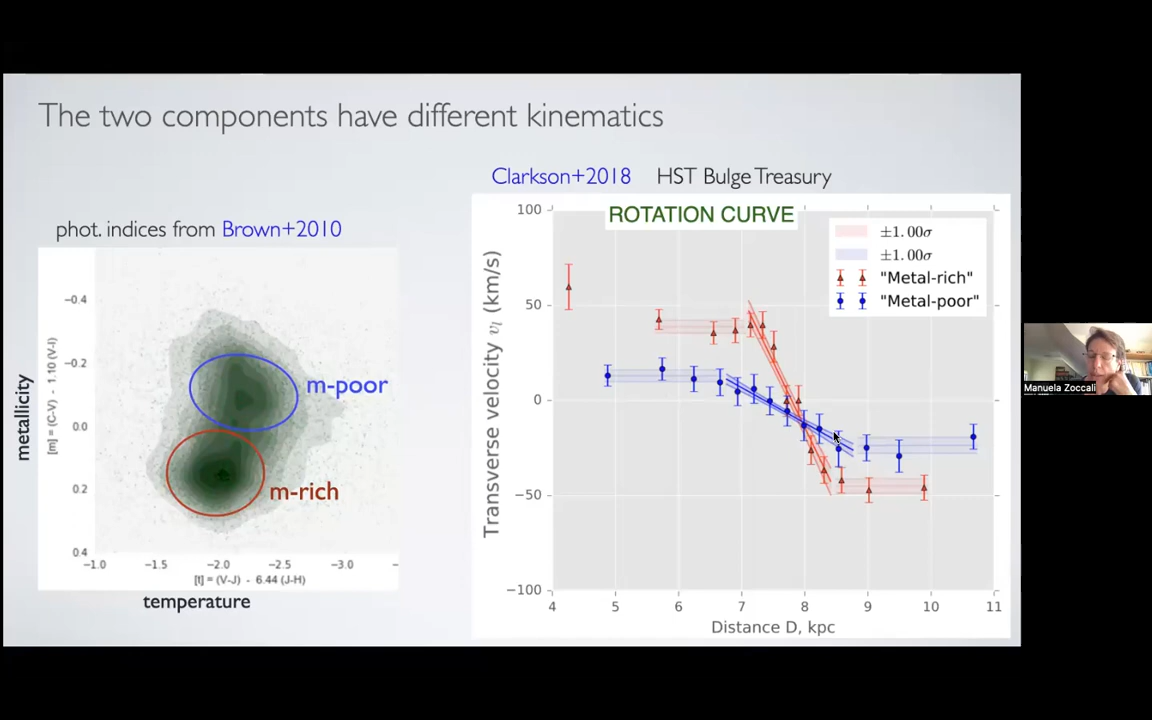 The two components have different kinematics
Clarkson+2018 HST Bulge Treasury
phot. indices from Brown+2010
metallicity
[m] = (C-V) - 1.10 (V-I)
−0.4
−0.2
0.0
0.2
0.4
m-poor
m-rich
−1.0 −1.5 −2.0 −2.5 −3.0
[t] = (V-J) - 6.44 (J-H)
temperature
ROTATION CURVE
Transverse velocity v_l (km/s)
100
50
0
−50
−100
±1.00σ
±1.00σ
"Metal-rich"
"Metal-poor"
4 5 6 7 8 9 10 11
Distance D, kpc
Manuela Zoccali